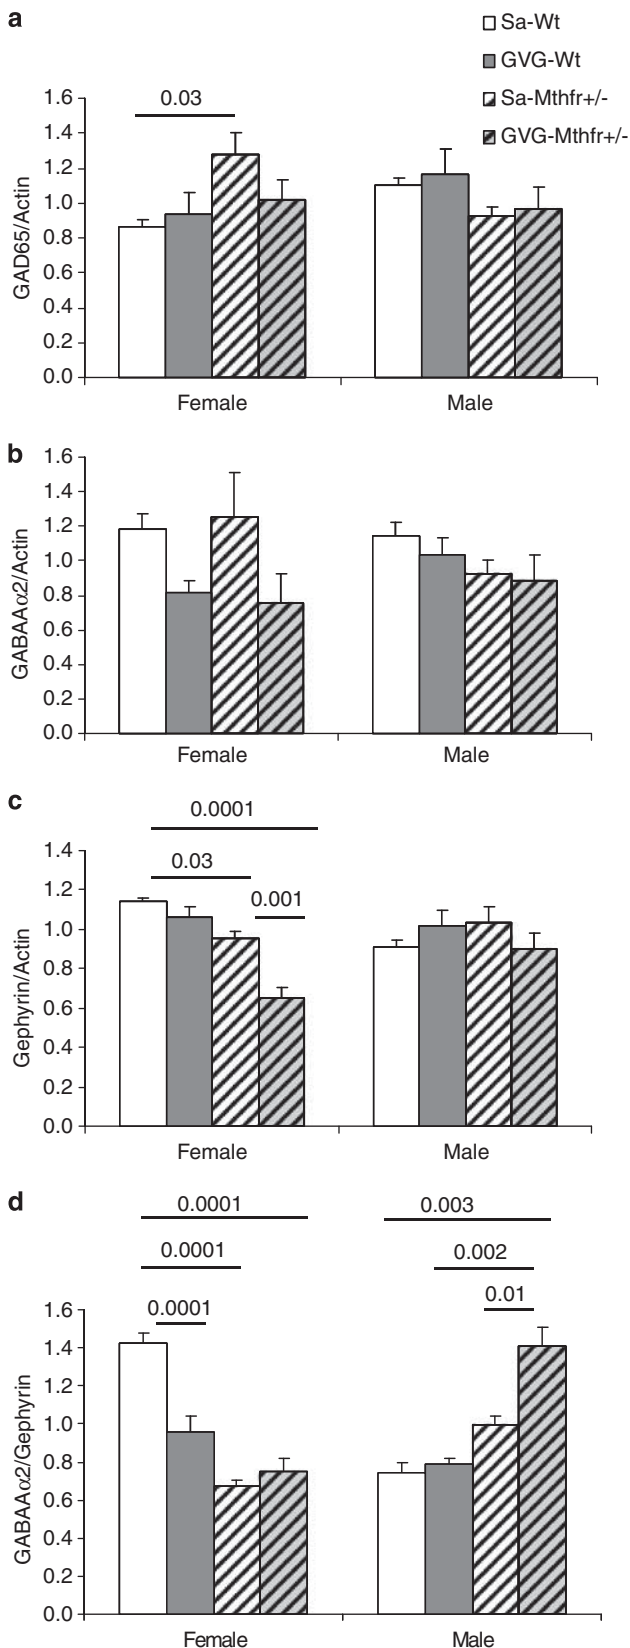 a
Sa-Wt
GVG-Wt
Sa-Mthfr+/-
GVG-Mthfr+/-
0.03
1.6
1.4
1.2
1.0
0.8
0.6
0.4
0.2
0.0
GAD65/Actin
Female Male
b
1.6
1.4
1.2
1.0
0.8
0.6
0.4
0.2
0.0
GABAAα2/Actin
Female Male
c
0.0001
0.03
0.001
1.4
1.2
1.0
0.8
0.6
0.4
0.2
0.0
Gephyrin/Actin
Female Male
d
0.0001 0.003
0.0001 0.002
0.0001 0.01
1.6
1.4
1.2
1.0
0.8
0.6
0.4
0.2
0.0
GABAAα2/Gephyrin
Female Male